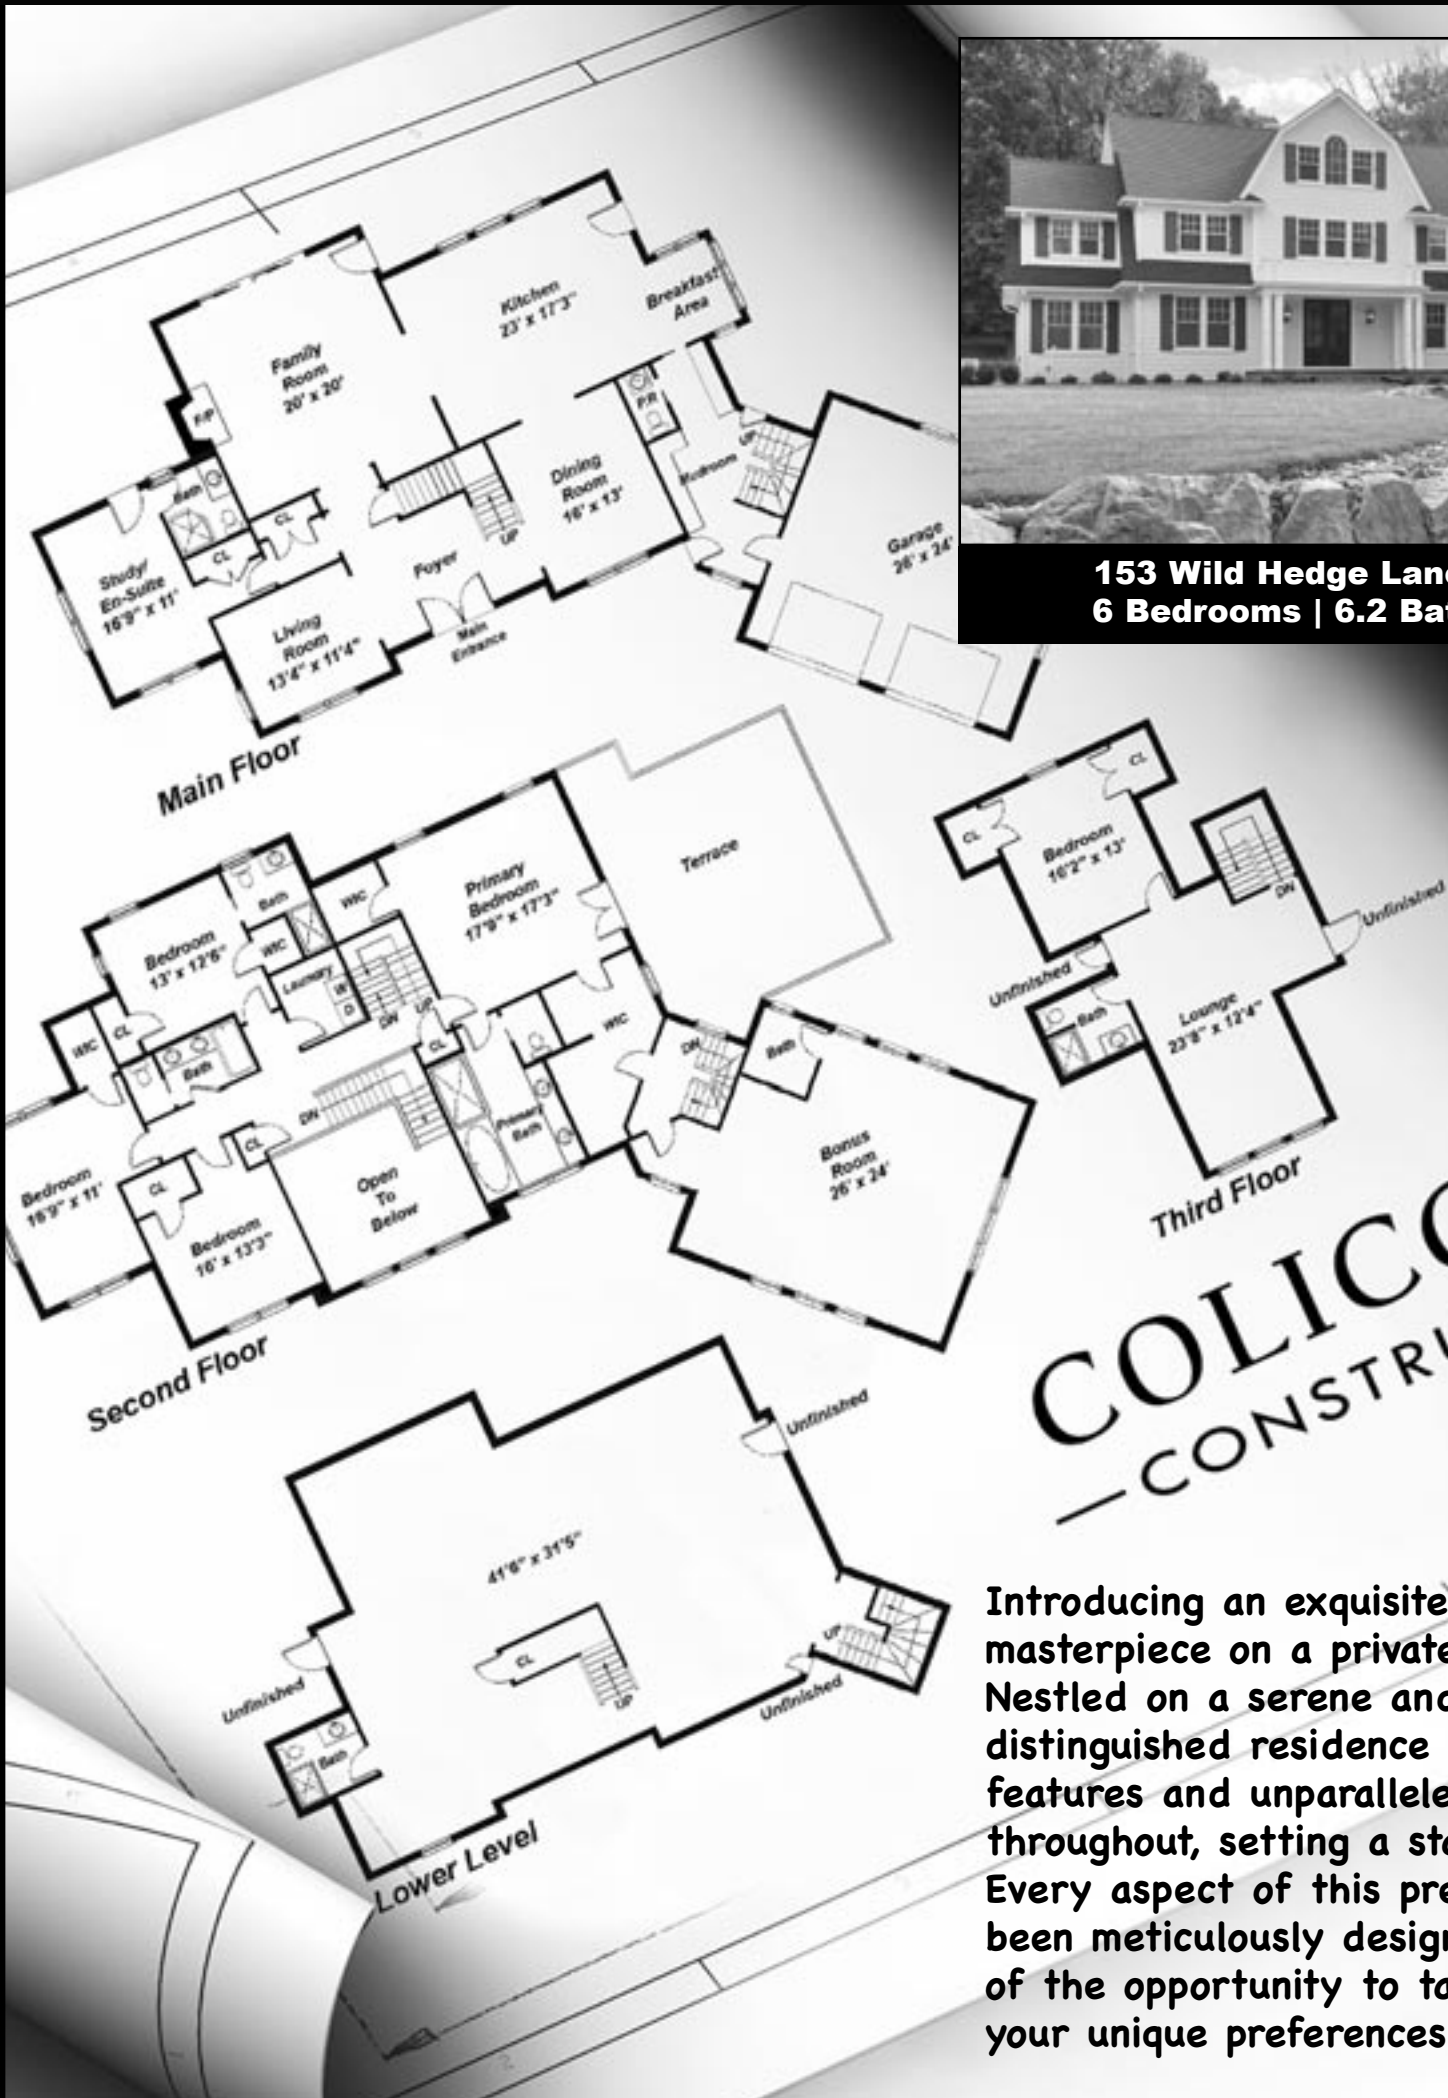 Kitchen
23' x 17'3"
Breakfast
Area
Family
Room
20' x 20'
F/P
P/R
UP
Mudroom
Dining
Room
16' x 13'
Bath
CL
CL
UP
Foyer
Garage
26' x 24'
Study/
En-Suite
16'9" x 11'
Living
Room
13'4" x 11'4"
Main
Entrance
Main Floor
153 Wild Hedge Lan
6 Bedrooms | 6.2 Ba
Terrace
Primary
Bedroom
17'9" x 17'3"
WIC
Bath
Bedroom
13' x 12'6"
WIC
Laundry
W
D
UP
DN
CL
WIC
CL
WIC
Bath
DN
Bath
DN
Primary
Bath
CL
Bedroom
16'9" x 11'
CL
Open
To
Below
Bonus
Room
26' x 24'
Bedroom
16' x 13'3"
Second Floor
CL
CL
Bedroom
16'2" x 13'
DN
Unfinished
Unfinished
Bath
Lounge
23'8" x 12'4"
Third Floor
COLIC
CONSTR
Unfinished
41'6" x 31'5"
CL
UP
UP
Unfinished
Unfinished
Bath
Lower Level
Introducing an exquisite
masterpiece on a private
Nestled on a serene and
distinguished residence
features and unparallele
throughout, setting a sta
Every aspect of this pre
been meticulously design
of the opportunity to ta
your unique preferences